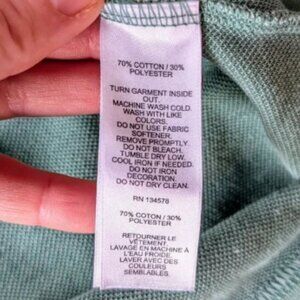 70% COTTON / 30%
POLYESTER
TURN GARMENT INSIDE
OUT.
MACHINE WASH COLD.
WASH WITH LIKE
COLORS.
DO NOT USE FABRIC
SOFTENER.
REMOVE PROMPTLY.
DO NOT BLEACH.
TUMBLE DRY LOW.
COOL IRON IF NEEDED.
DO NOT IRON
DECORATION.
DO NOT DRY CLEAN.
RN 134578
70% COTON / 30%
POLYESTER
RETOURNER LE
VÊTEMENT.
LAVAGE EN MACHINE À
L'EAU FROIDE
LAVER AVEC DES
COULEURS
SEMBLABLES.